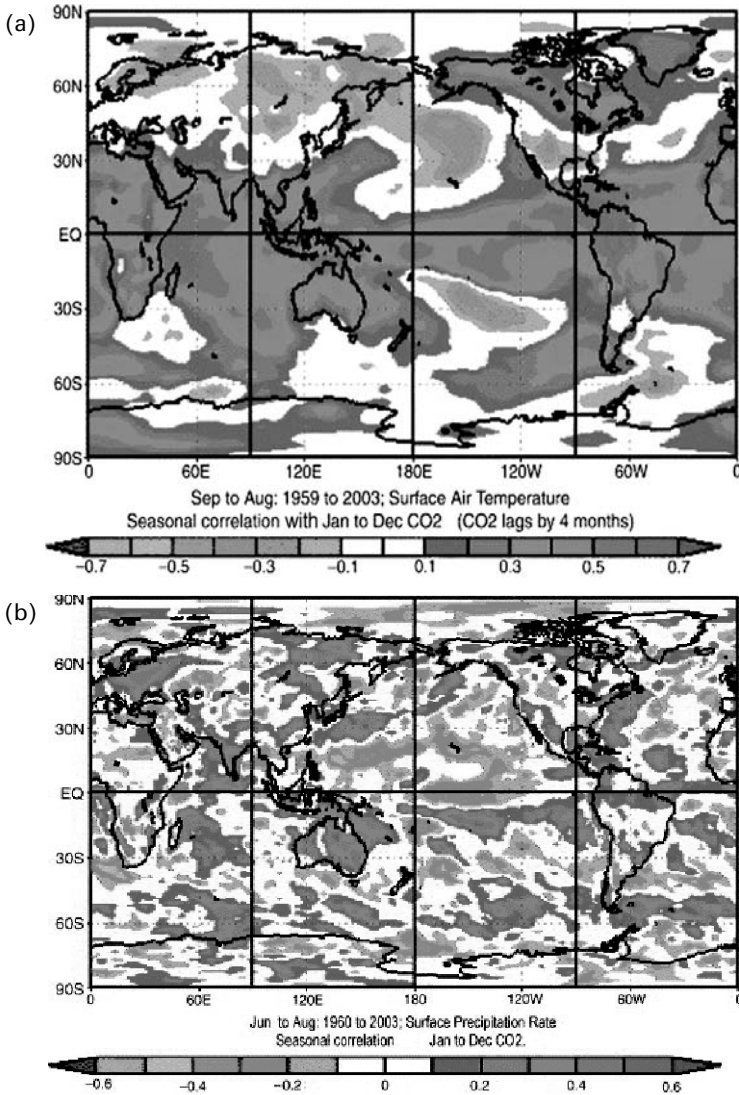 (a)
90N
60N
30N
EQ
30S
60S
90S
0 60E 120E 180E 120W 60W 0
Sep to Aug: 1959 to 2003; Surface Air Temperature
Seasonal correlation with Jan to Dec CO2 (CO2 lags by 4 months)
−0.7 −0.5 −0.3 −0.1 0.1 0.3 0.5 0.7
(b)
90N
60N
30N
EQ
30S
60S
90S
0 60E 120E 180 120W 60W 0
Jun to Aug: 1960 to 2003; Surface Precipitation Rate
Seasonal correlation Jan to Dec CO2.
−0.6 −0.4 −0.2 0 0.2 0.4 0.6